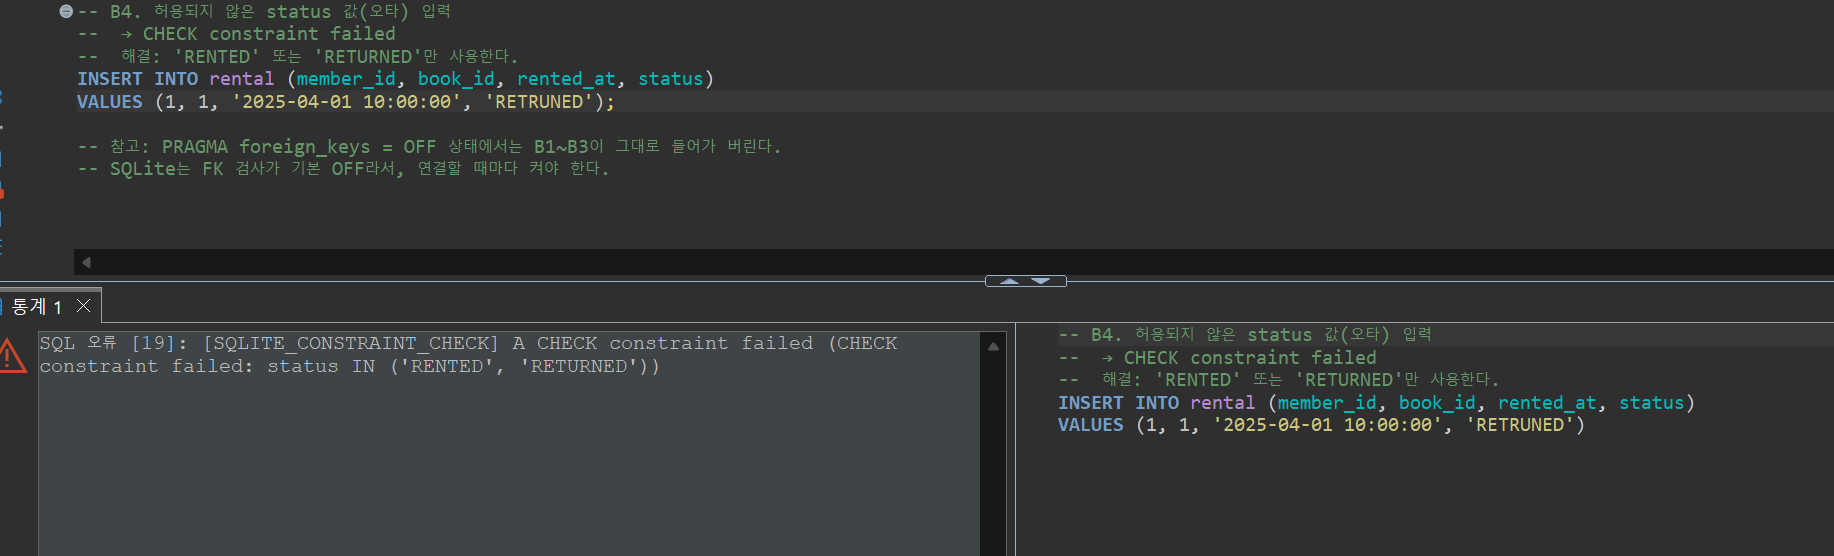 -- B4. 허용되지 않은 status 값(오타) 입력
--  → CHECK constraint failed
--  해결: 'RENTED' 또는 'RETURNED'만 사용한다.
INSERT INTO rental (member_id, book_id, rented_at, status)
VALUES (1, 1, '2025-04-01 10:00:00', 'RETRUNED');
-- 참고: PRAGMA foreign_keys = OFF 상태에서는 B1~B3이 그대로 들어가 버린다.
-- SQLite는 FK 검사가 기본 OFF라서, 연결할 때마다 켜야 한다.
통계 1
SQL 오류 [19]: [SQLITE_CONSTRAINT_CHECK] A CHECK constraint failed (CHECK
constraint failed: status IN ('RENTED', 'RETURNED'))
-- B4. 허용되지 않은 status 값(오타) 입력
--  → CHECK constraint failed
--  해결: 'RENTED' 또는 'RETURNED'만 사용한다.
INSERT INTO rental (member_id, book_id, rented_at, status)
VALUES (1, 1, '2025-04-01 10:00:00', 'RETRUNED')